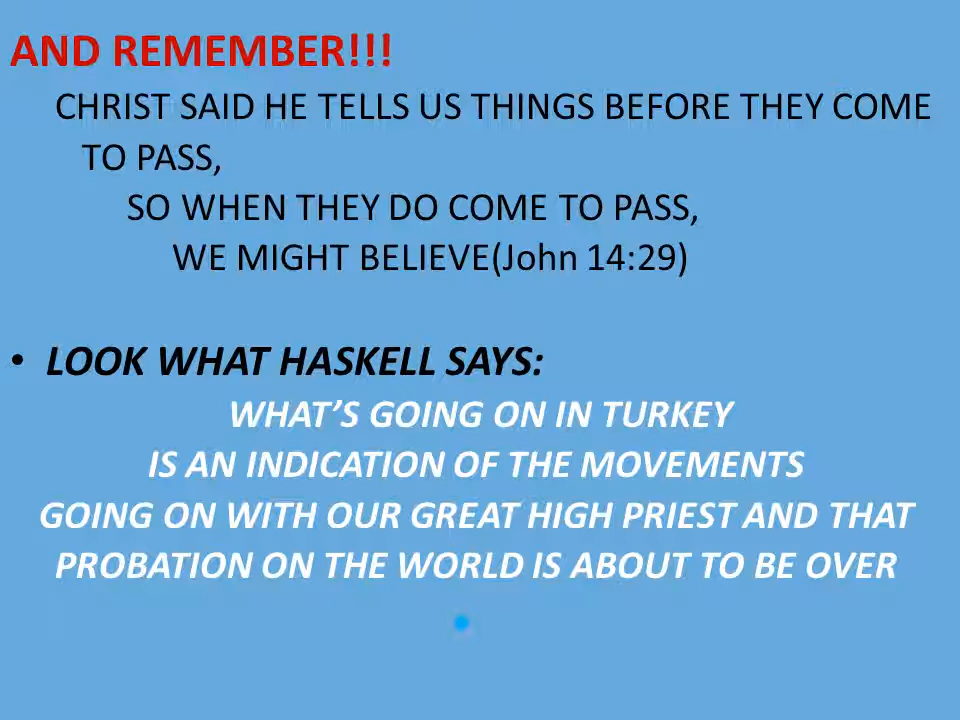 AND REMEMBER!!!
CHRIST SAID HE TELLS US THINGS BEFORE THEY COME
TO PASS,
SO WHEN THEY DO COME TO PASS,
WE MIGHT BELIEVE(John 14:29)
• LOOK WHAT HASKELL SAYS:
WHAT’S GOING ON IN TURKEY
IS AN INDICATION OF THE MOVEMENTS
GOING ON WITH OUR GREAT HIGH PRIEST AND THAT
PROBATION ON THE WORLD IS ABOUT TO BE OVER